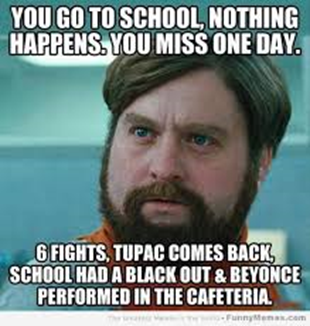 YOU GO TO SCHOOL, NOTHING
HAPPENS. YOU MISS ONE DAY.
6 FIGHTS, TUPAC COMES BACK,
SCHOOL HAD A BLACK OUT & BEYONCE
PERFORMED IN THE CAFETERIA.
FunnyMemes.com